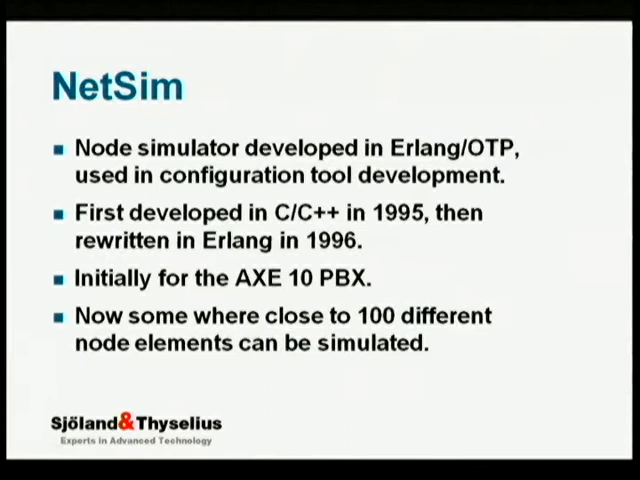 NetSim
Node simulator developed in Erlang/OTP,
used in configuration tool development.
First developed in C/C++ in 1995, then
rewritten in Erlang in 1996.
Initially for the AXE 10 PBX.
Now some where close to 100 different
node elements can be simulated.
Sjöland&Thyselius
Experts in Advanced Technology